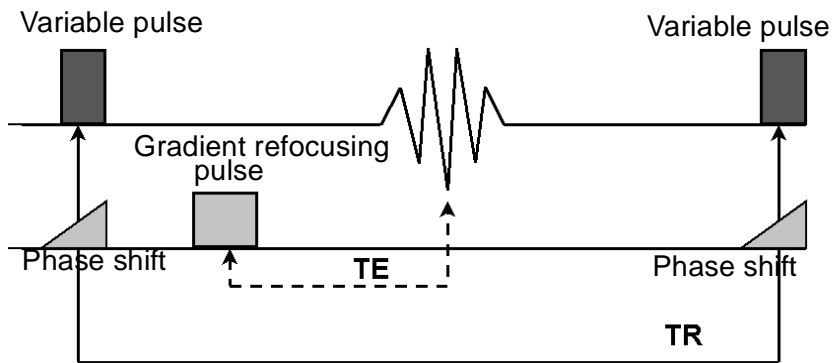 Variable pulse
Variable pulse
Gradient refocusing
pulse
Phase shift
TE
Phase shift
TR